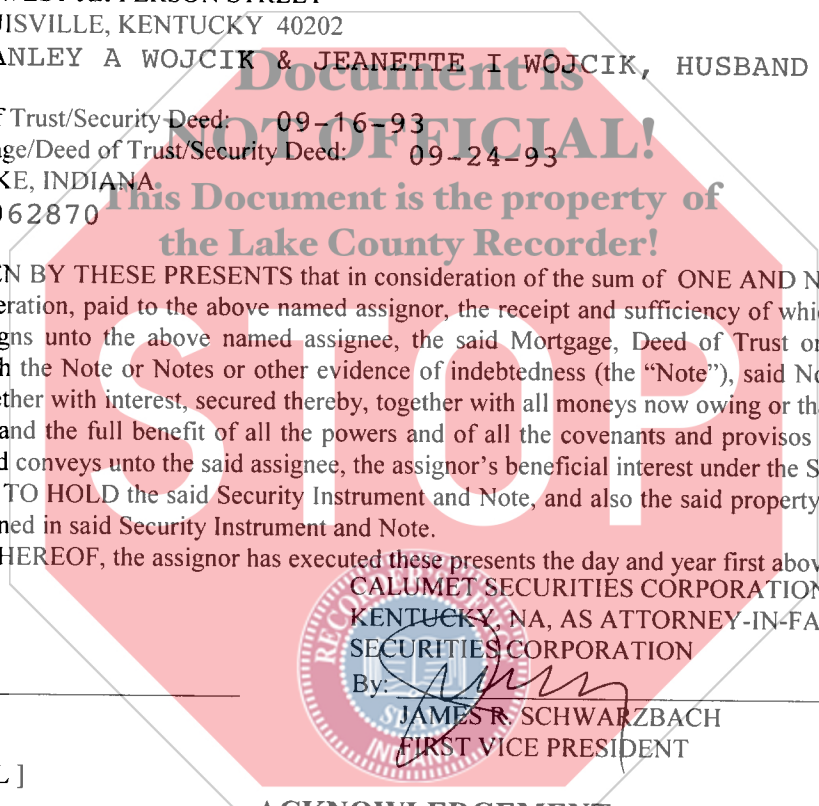 JISVILLE, KENTUCKY 40202
ANLEY A WOJCIK & JEANETTE I WOJCIK, HUSBAND
Document is
f Trust/Security Deed: 09-16-93
NOT OFFICIAL!
ge/Deed of Trust/Security Deed: 09-24-93
KE, INDIANA
This Document is the property of
062870
the Lake County Recorder!
EN BY THESE PRESENTS that in consideration of the sum of ONE AND N
eration, paid to the above named assignor, the receipt and sufficiency of whi
gns unto the above named assignee, the said Mortgage, Deed of Trust or
h the Note or Notes or other evidence of indebtedness (the “Note”), said No
ether with interest, secured thereby, together with all moneys now owing or th
and the full benefit of all the powers and of all the covenants and provisos
d conveys unto the said assignee, the assignor’s beneficial interest under the S
TO HOLD the said Security Instrument and Note, and also the said property
ned in said Security Instrument and Note.
HEREOF, the assignor has executed these presents the day and year first abov
STOP
CALUMET SECURITIES CORPORATION
KENTUCKY, NA, AS ATTORNEY-IN-FA
SECURITIES CORPORATION
By:
JAMES R. SCHWARZBACH
FIRST VICE PRESIDENT
SEAL
INDIANA
L ]
ACKNOWLEDGEMENT